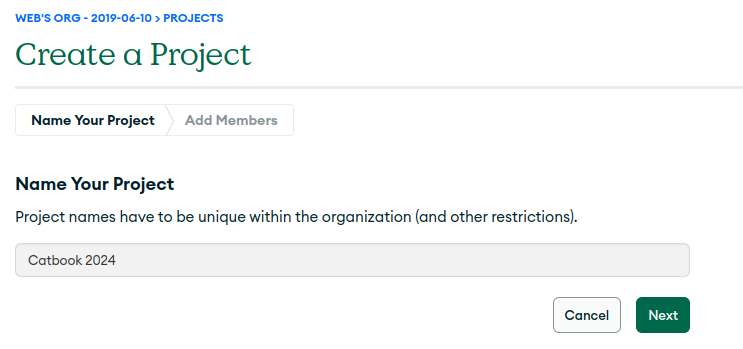 WEB'S ORG - 2019-06-10 > PROJECTS
Create a Project
Name Your Project Add Members
Name Your Project
Project names have to be unique within the organization (and other restrictions).
Catbook 2024
Cancel Next